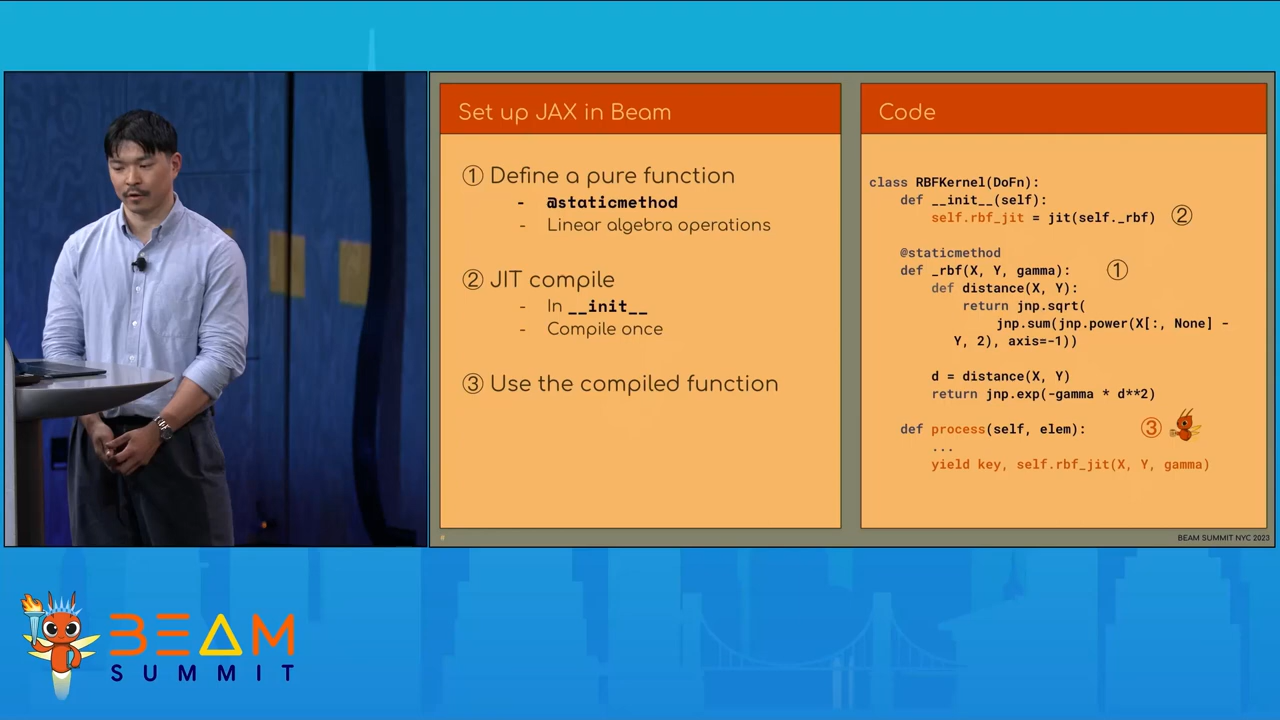 Set up JAX in Beam
① Define a pure function
- @staticmethod
- Linear algebra operations
② JIT compile
- In __init__
- Compile once
③ Use the compiled function
Code
class RBFKernel(DoFn):
def __init__(self):
self.rbf_jit = jit(self._rbf) ②
@staticmethod
def _rbf(X, Y, gamma): ①
def distance(X, Y):
return jnp.sqrt(
jnp.sum(jnp.power(X[:, None] -
Y, 2), axis=-1))
d = distance(X, Y)
return jnp.exp(-gamma * d**2)
def process(self, elem): ③
...
yield key, self.rbf_jit(X, Y, gamma)
BEAM SUMMIT NYC 2023
BEAM
SUMMIT